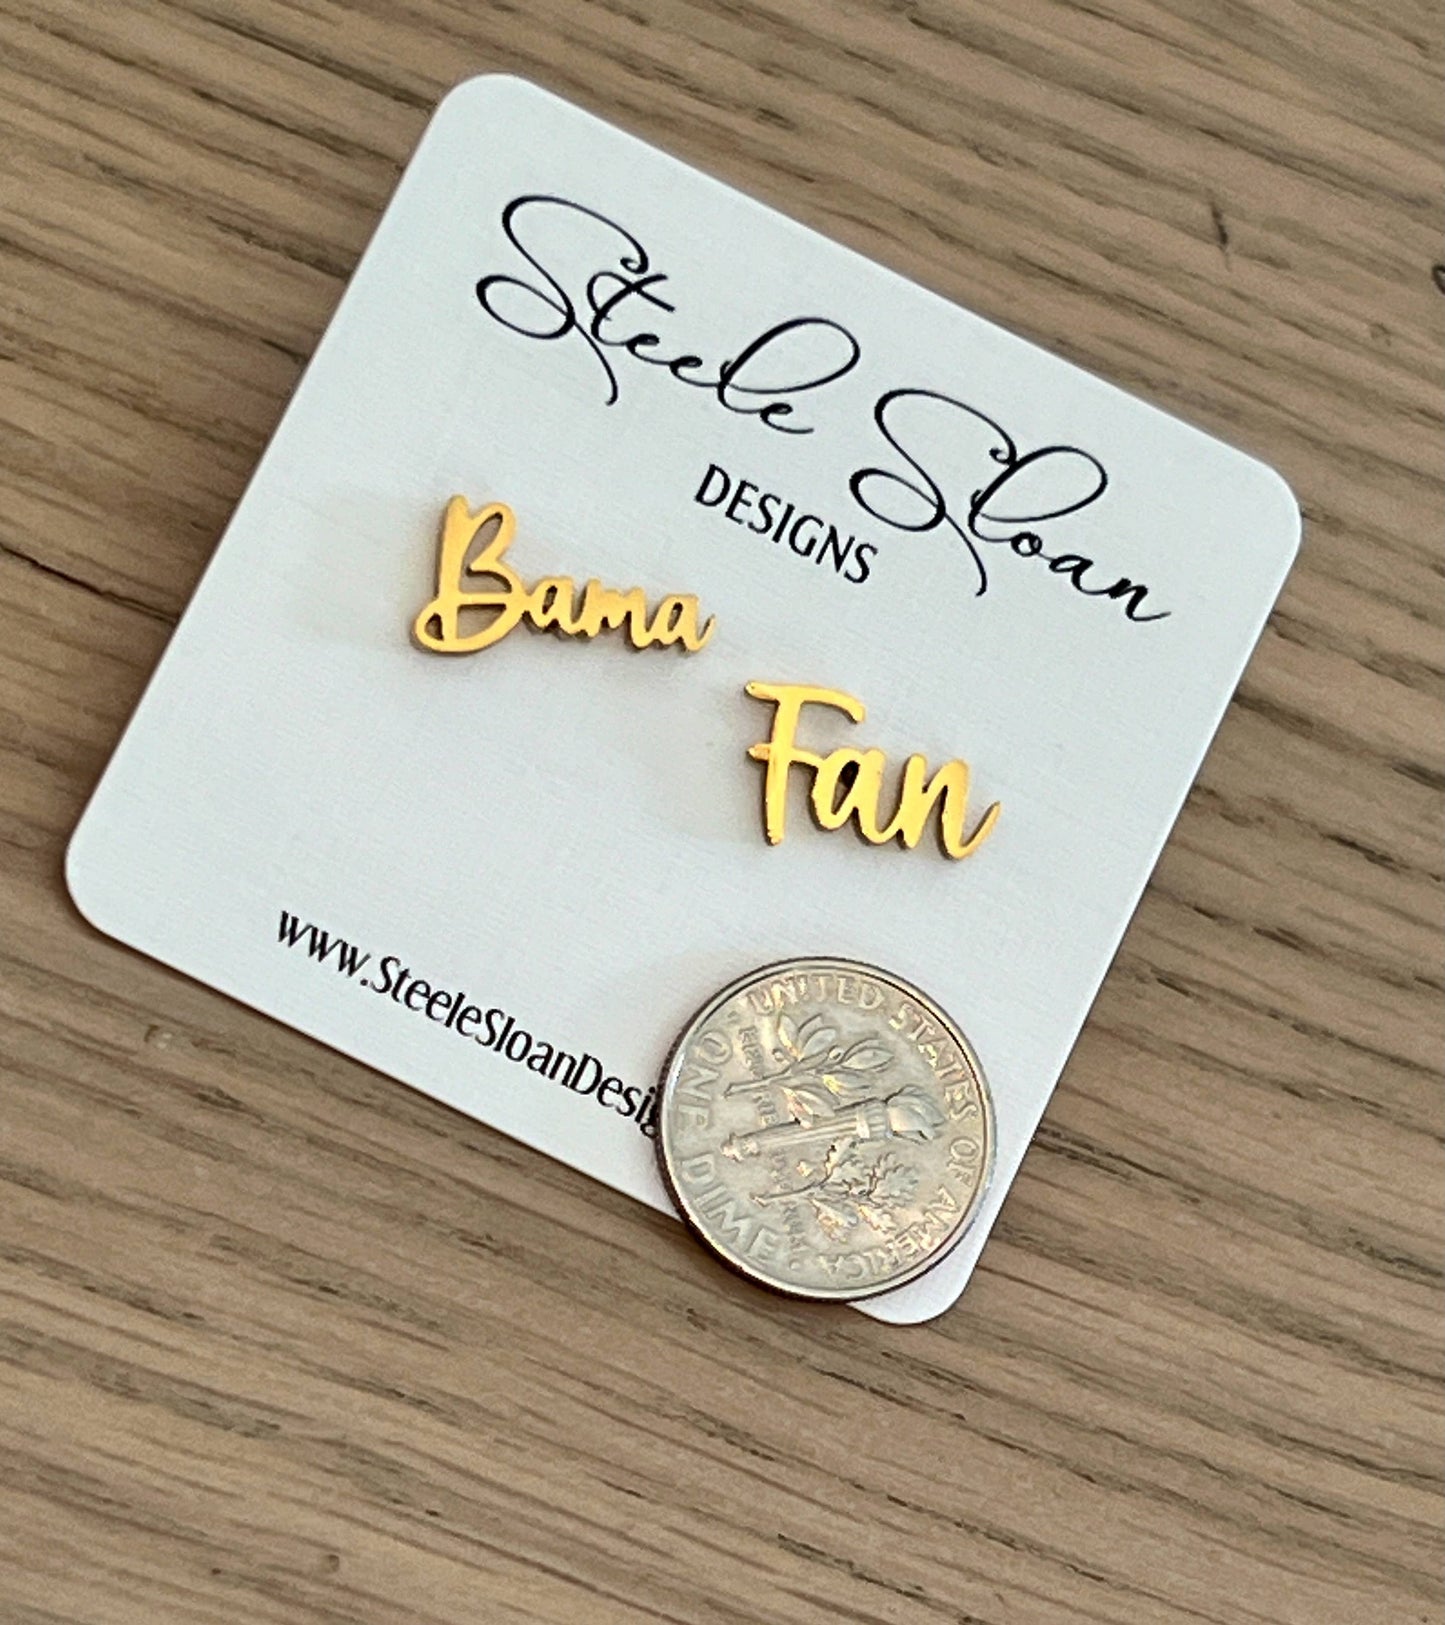 Steele Sloan
DESIGNS
Bama
Fan
www.SteeleSloanDesig
UNITED STATES OF AMERICA
ONE DIME